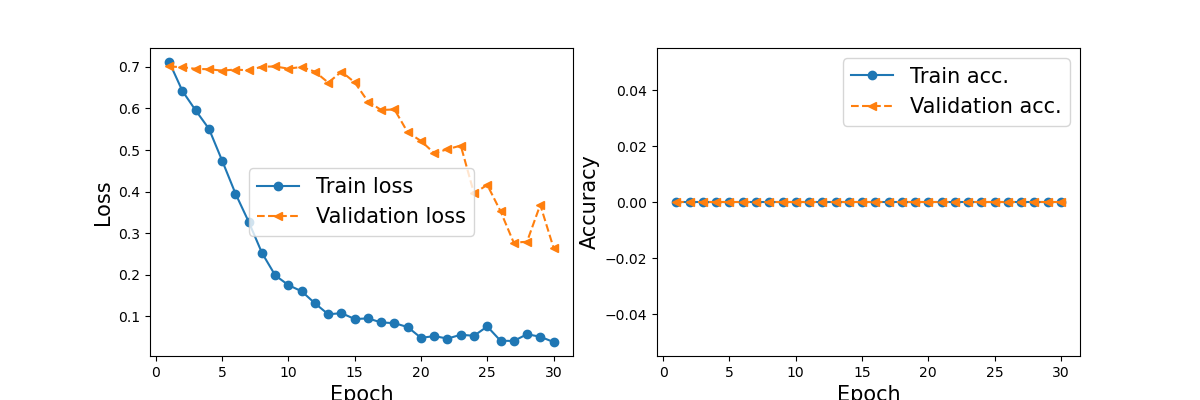 0.7
0.6
0.5
0.4
0.3
0.2
0.1
Loss
Train loss
Validation loss
0 5 10 15 20 25 30
Epoch
0.04
0.02
0.00
−0.02
−0.04
Accuracy
Train acc.
Validation acc.
0 5 10 15 20 25 30
Epoch